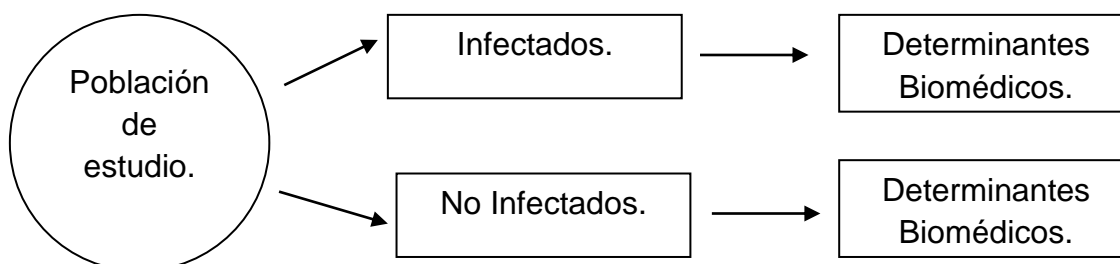 Población
de
estudio.
Infectados.
Determinantes
Biomédicos.
No Infectados.
Determinantes
Biomédicos.